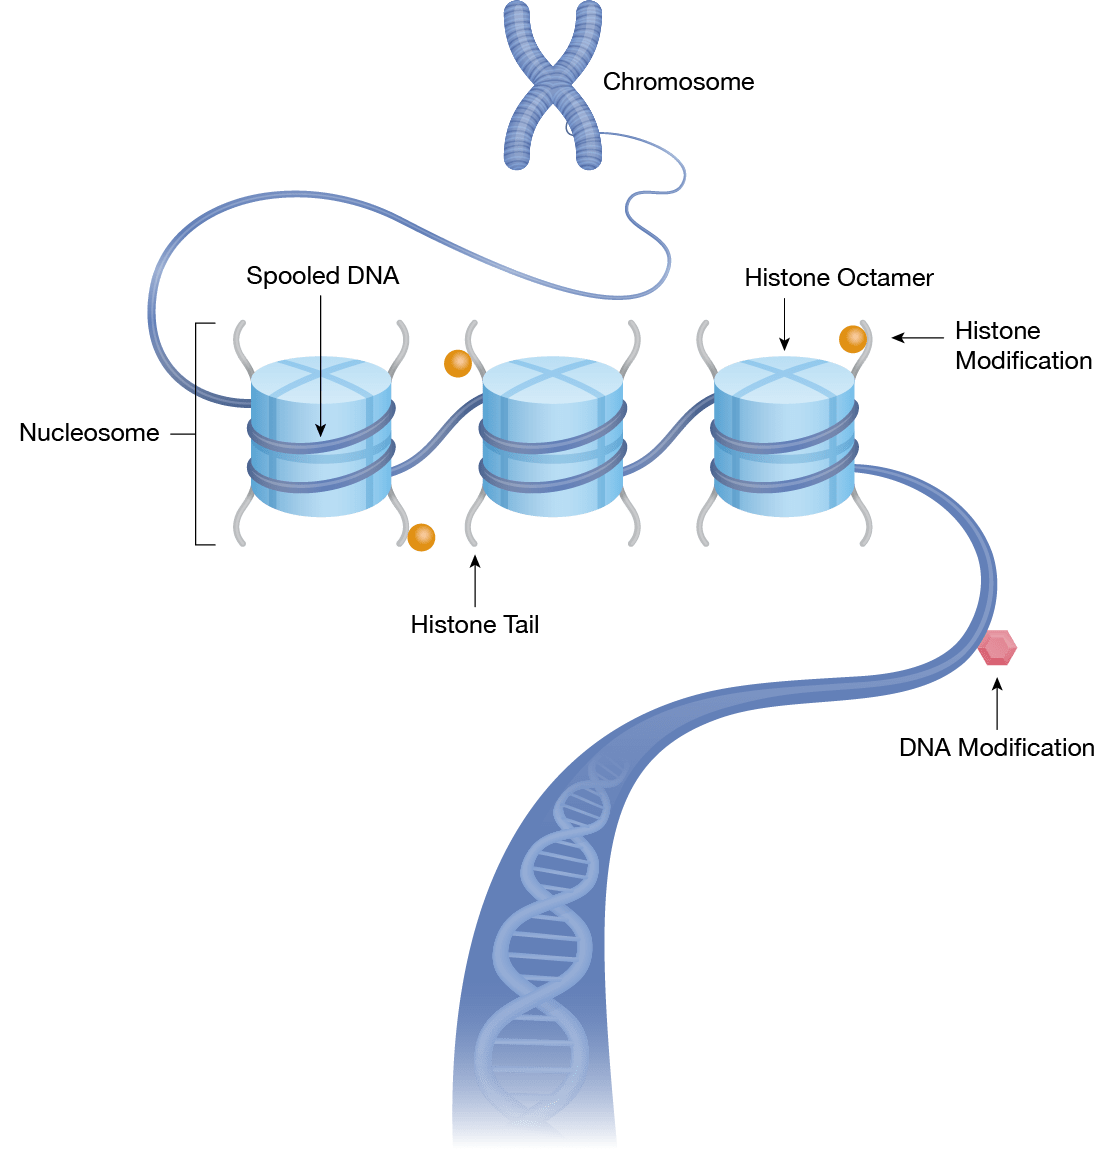 Chromosome
Spooled DNA
Histone Octamer
Histone
Modification
Nucleosome
Histone Tail
DNA Modification